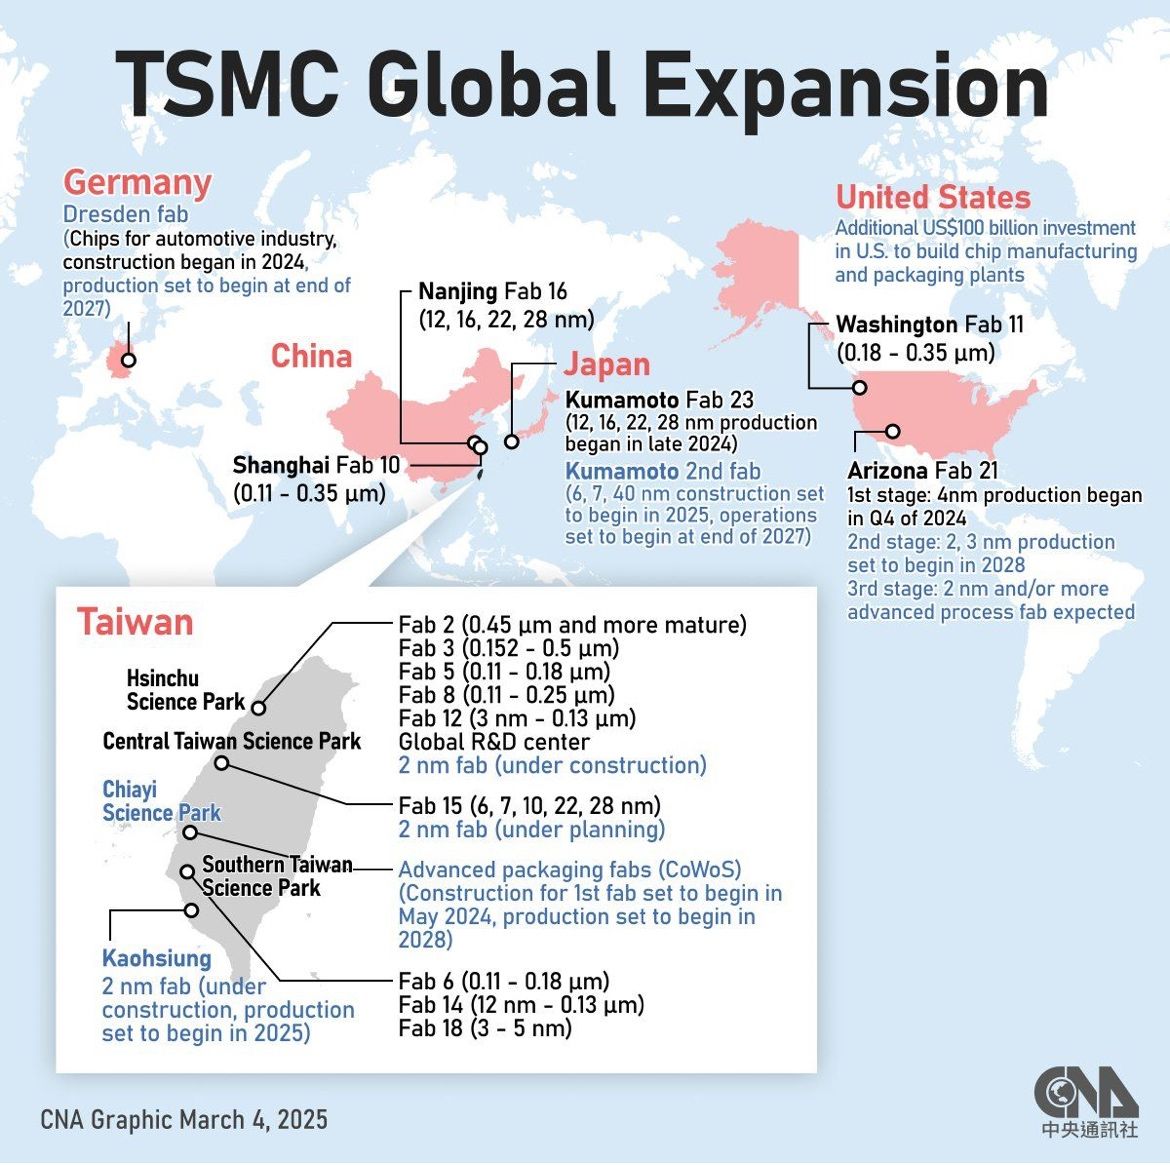 TSMC Global Expansion
Germany
Dresden fab
(Chips for automotive industry,
construction began in 2024,
production set to begin at end of
2027)
United States
Additional US$100 billion investment
in U.S. to build chip manufacturing
and packaging plants
Nanjing Fab 16
(12, 16, 22, 28 nm)
Washington Fab 11
(0.18 - 0.35 µm)
China
Japan
Kumamoto Fab 23
(12, 16, 22, 28 nm production
began in late 2024)
Kumamoto 2nd fab
(6, 7, 40 nm construction set
to begin in 2025, operations
set to begin at end of 2027)
Shanghai Fab 10
(0.11 - 0.35 µm)
Arizona Fab 21
1st stage: 4nm production began
in Q4 of 2024
2nd stage: 2, 3 nm production
set to begin in 2028
3rd stage: 2 nm and/or more
advanced process fab expected
Taiwan
Hsinchu
Science Park
Fab 2 (0.45 µm and more mature)
Fab 3 (0.152 - 0.5 µm)
Fab 5 (0.11 - 0.18 µm)
Fab 8 (0.11 - 0.25 µm)
Fab 12 (3 nm - 0.13 µm)
Global R&D center
2 nm fab (under construction)
Central Taiwan Science Park
Fab 15 (6, 7, 10, 22, 28 nm)
2 nm fab (under planning)
Chiayi
Science Park
Advanced packaging fabs (CoWoS)
(Construction for 1st fab set to begin in
May 2024, production set to begin in
2028)
Southern Taiwan
Science Park
Fab 6 (0.11 - 0.18 µm)
Fab 14 (12 nm - 0.13 µm)
Fab 18 (3 - 5 nm)
Kaohsiung
2 nm fab (under
construction, production
set to begin in 2025)
CNA Graphic March 4, 2025
CNA
中央通訊社